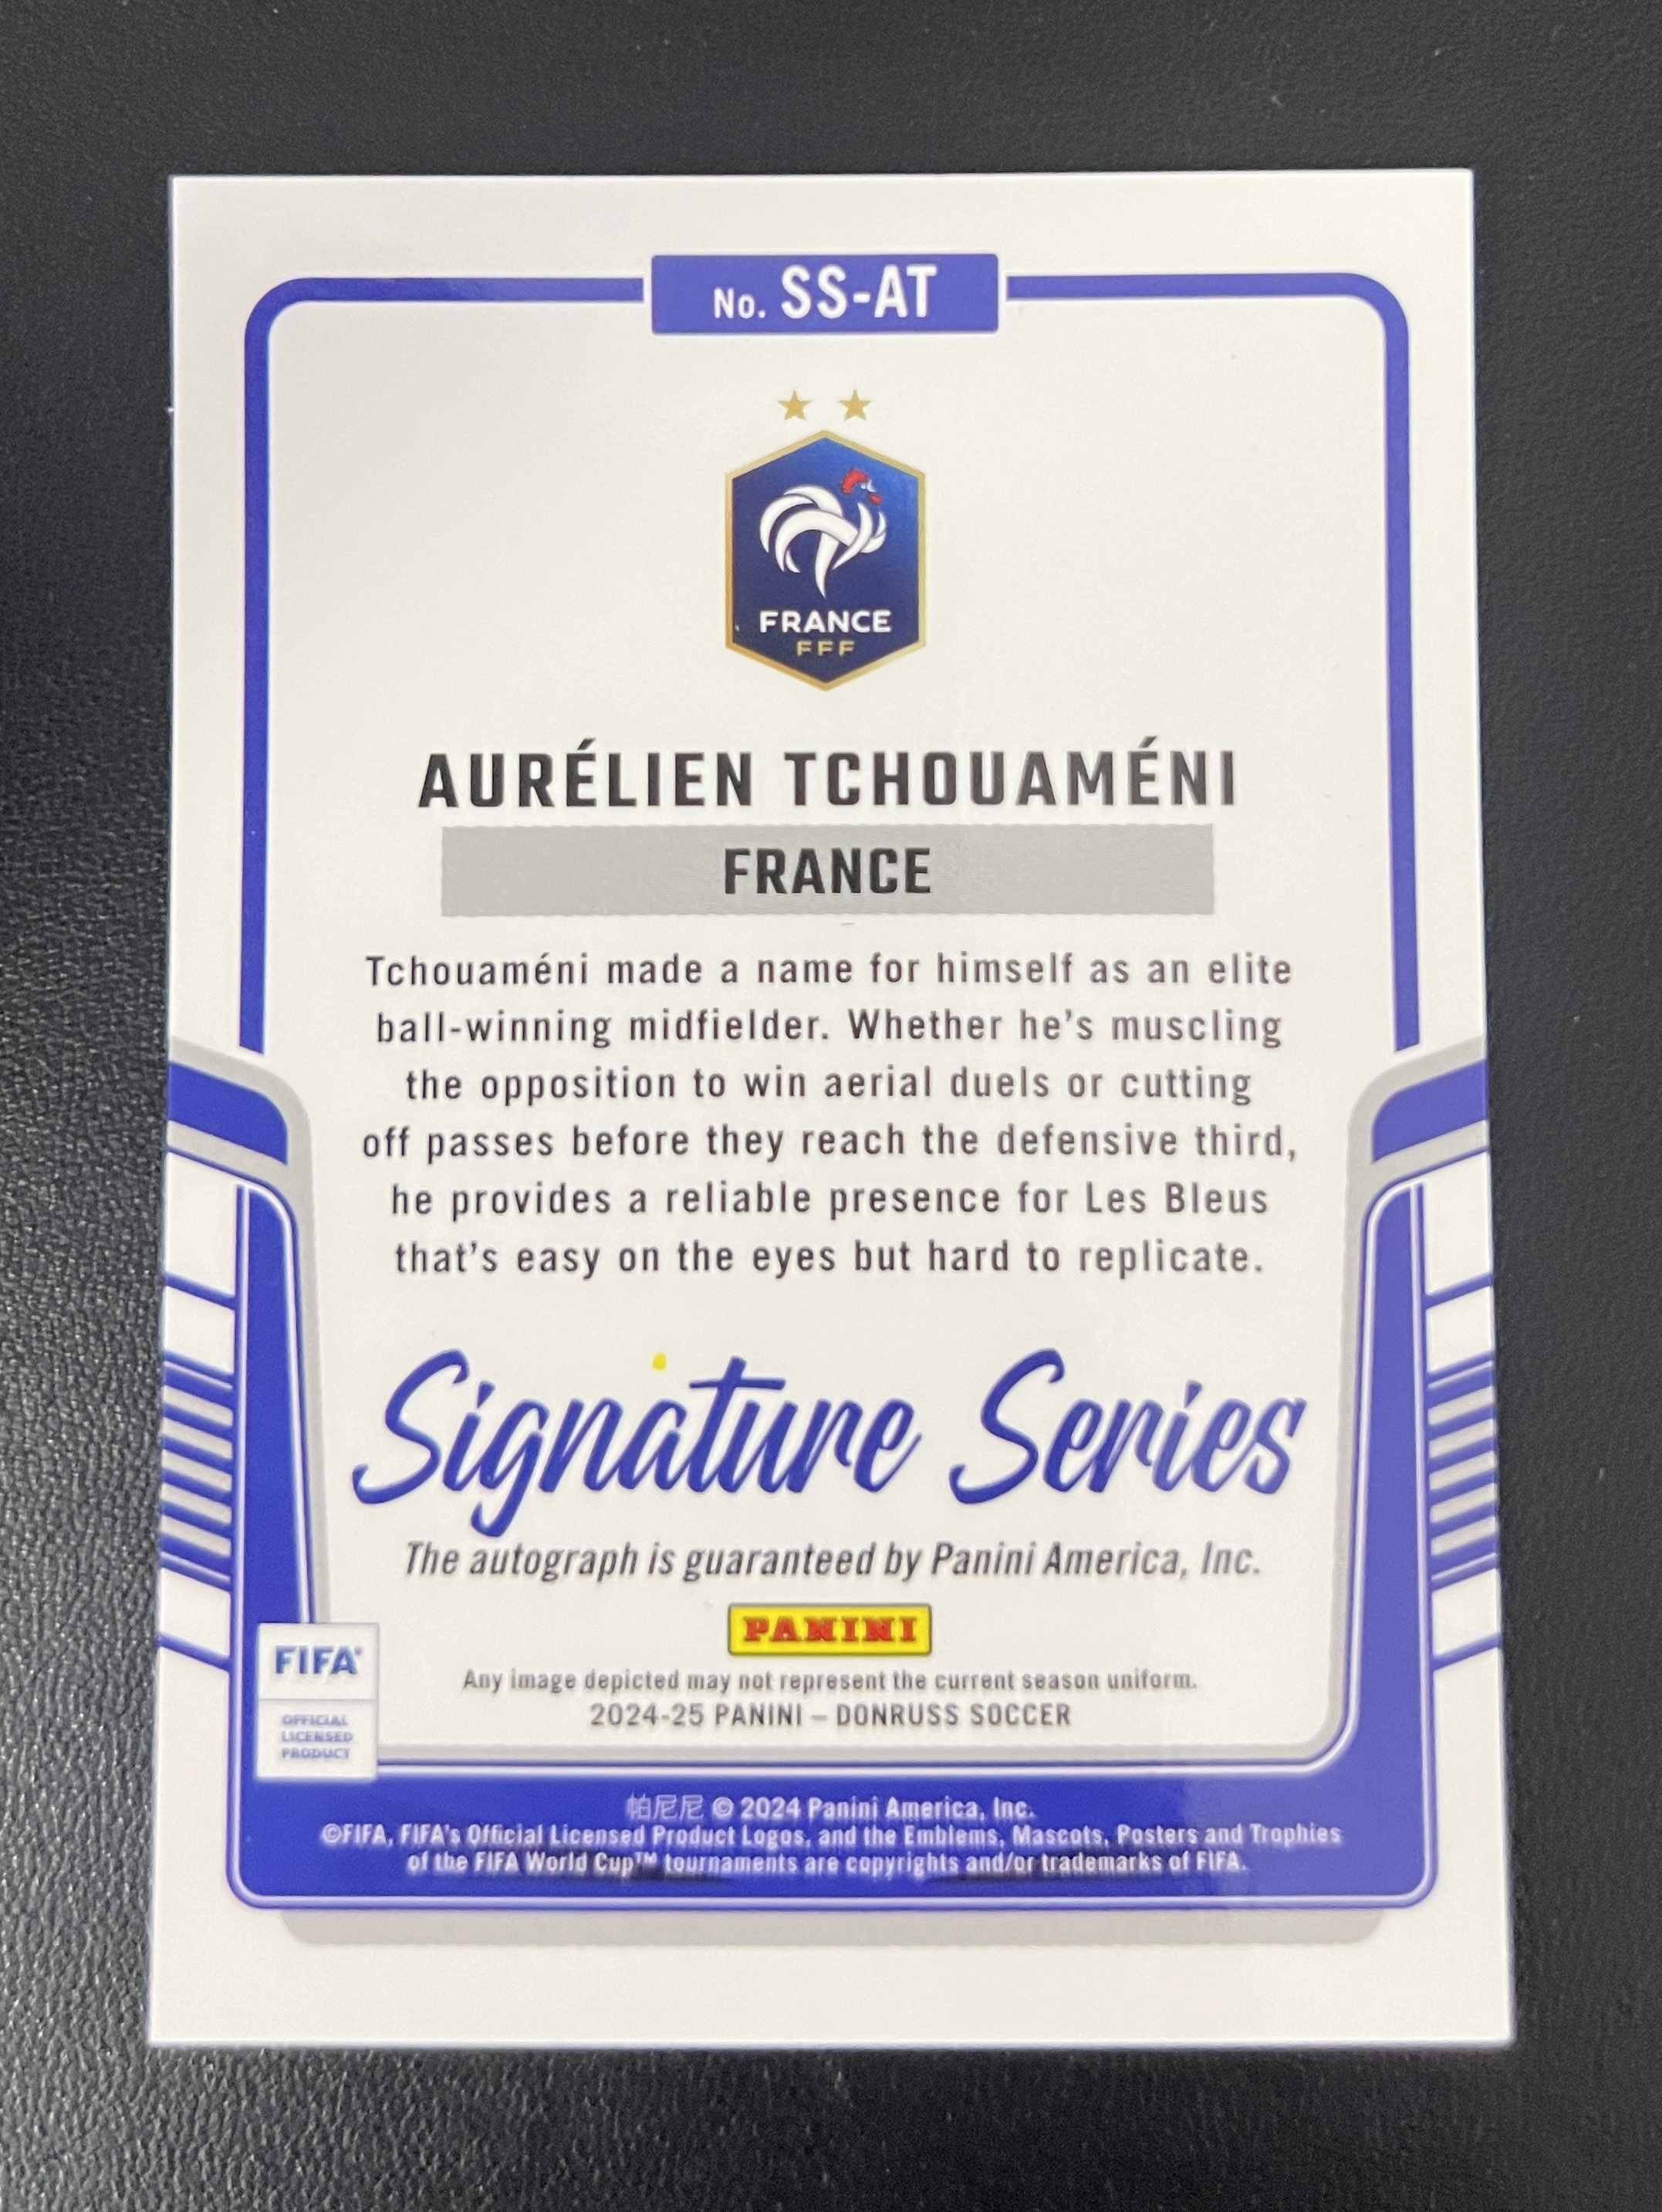 No. SS-AT
FRANCE
FFF
AURÉLIEN TCHOUAMÉNI
FRANCE
Tchouaméni made a name for himself as an elite
ball-winning midfielder. Whether he's muscling
the opposition to win aerial duels or cutting
off passes before they reach the defensive third,
he provides a reliable presence for Les Bleus
that's easy on the eyes but hard to replicate.
Signature Series
The autograph is guaranteed by Panini America, Inc.
PANINI
Any image depicted may not represent the current season uniform.
2024-25 PANINI – DONRUSS SOCCER
FIFA®
OFFICIAL
LICENSED
PRODUCT
帕尼尼 © 2024 Panini America, Inc.
©FIFA, FIFA's Official Licensed Product Logos, and the Emblems, Mascots, Posters and Trophies
of the FIFA World Cup™ tournaments are copyrights and/or trademarks of FIFA.